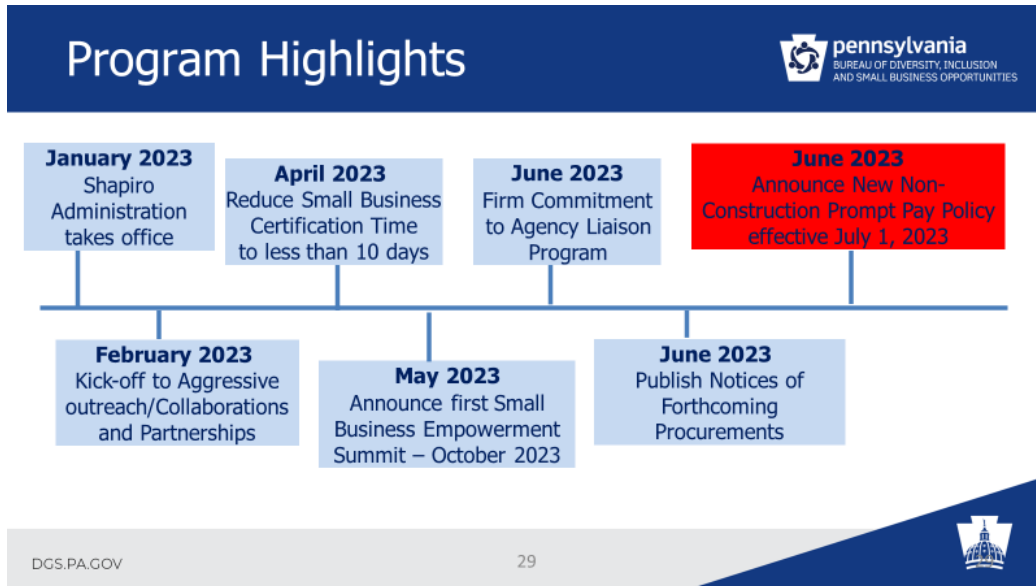 Program Highlights
pennsylvania
BUREAU OF DIVERSITY, INCLUSION
AND SMALL BUSINESS OPPORTUNITIES
January 2023
Shapiro
Administration
takes office
April 2023
Reduce Small Business
Certification Time
to less than 10 days
June 2023
Firm Commitment
to Agency Liaison
Program
June 2023
Announce New Non-
Construction Prompt Pay Policy
effective July 1, 2023
February 2023
Kick-off to Aggressive
outreach/Collaborations
and Partnerships
May 2023
Announce first Small
Business Empowerment
Summit – October 2023
June 2023
Publish Notices of
Forthcoming
Procurements
DGS.PA.GOV
29